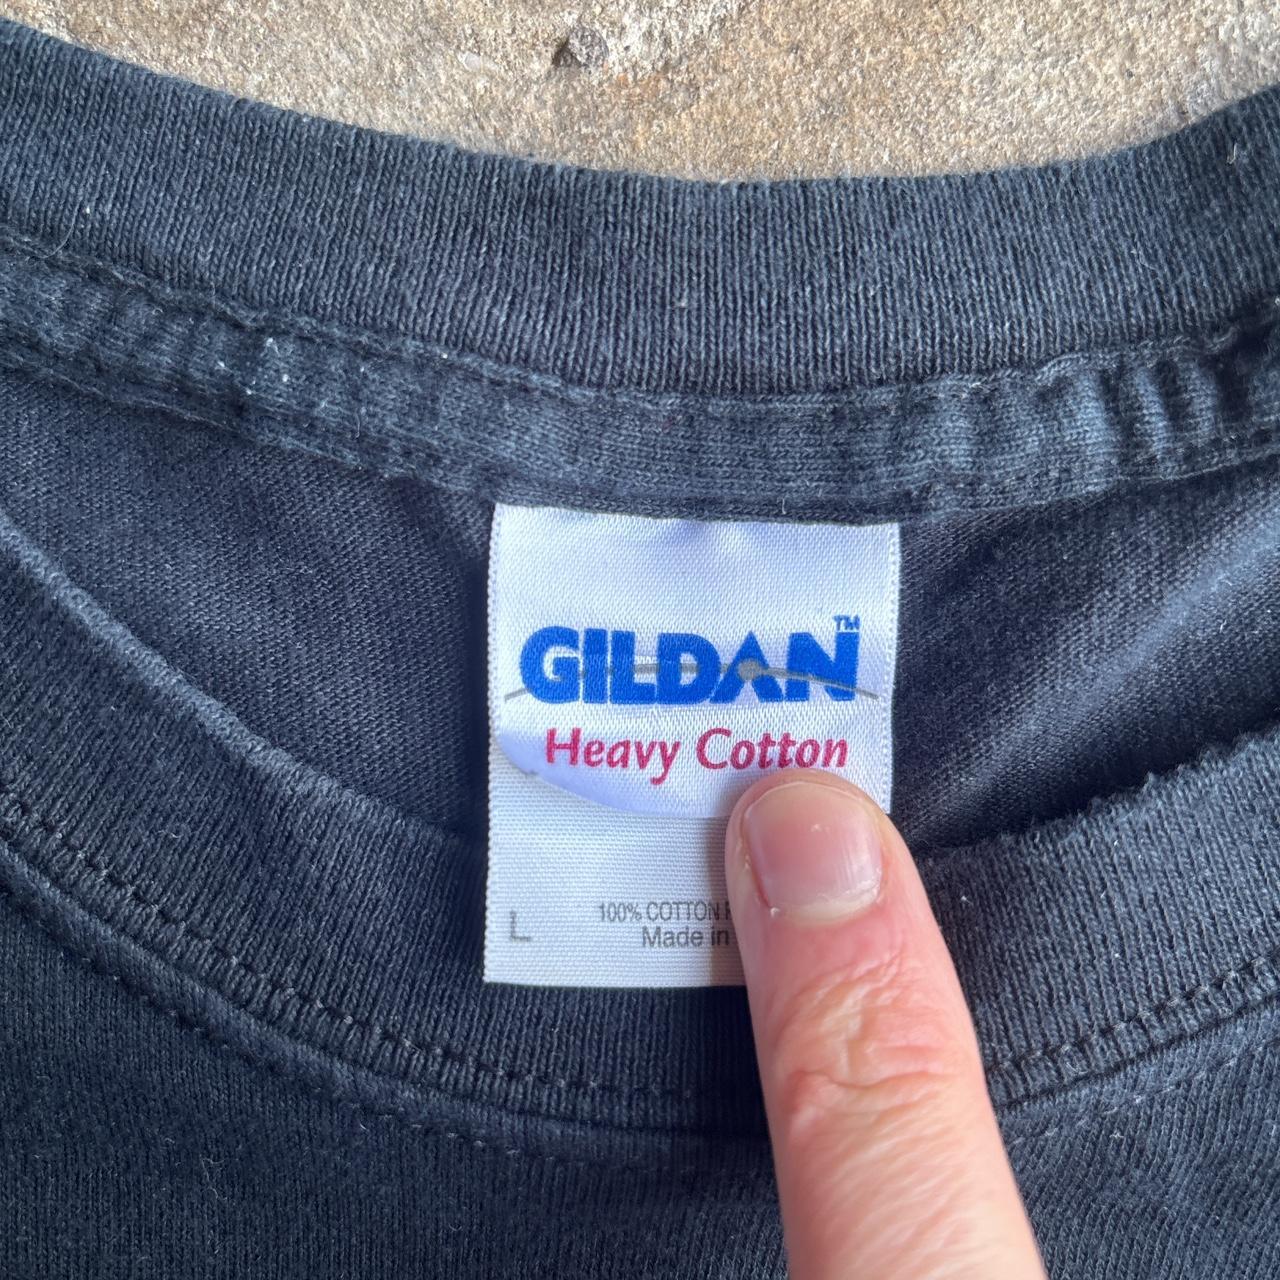 GILDAN™
Heavy Cotton
L
100% COTTON
Made in